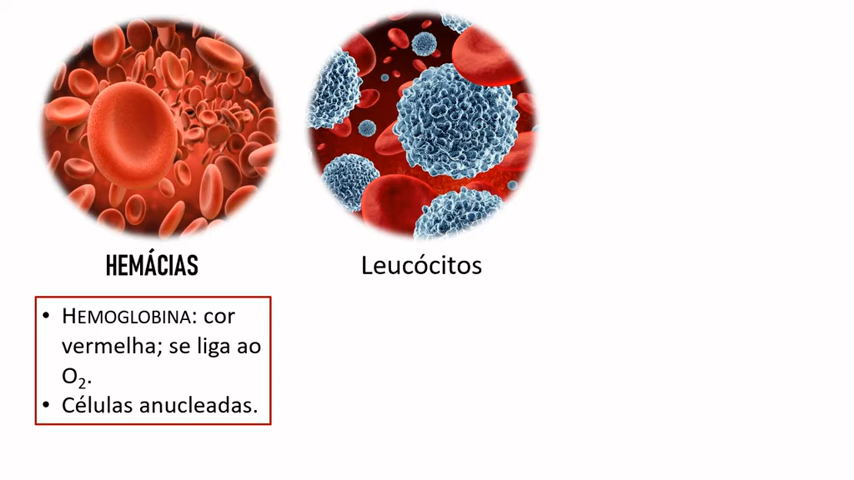 HEMÁCIAS
Leucócitos
• HEMOGLOBINA: cor
vermelha; se liga ao
O₂.
• Células anucleadas.